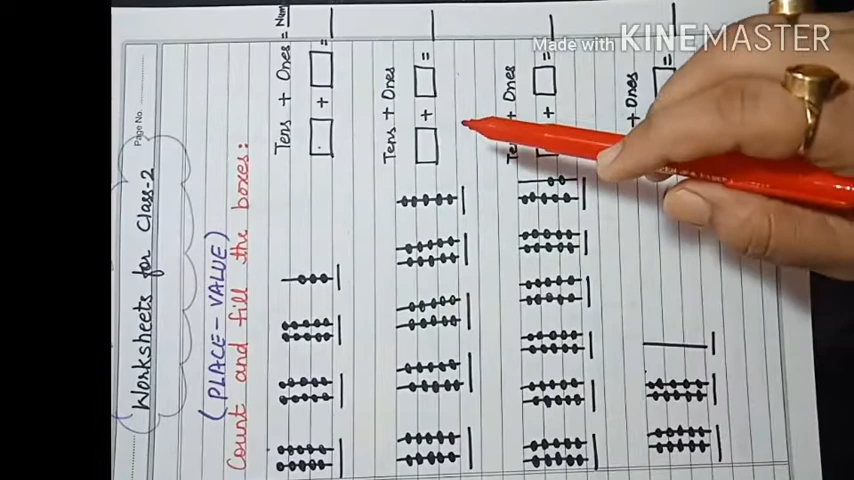 Page No.
Worksheets for Class-2
(PLACE - VALUE)
Count and fill the boxes:
Tens + Ones = Num
+ =
Tens + Ones
+ =
Tens + Ones
+ =
+ Ones
=
Made with KINEMASTER